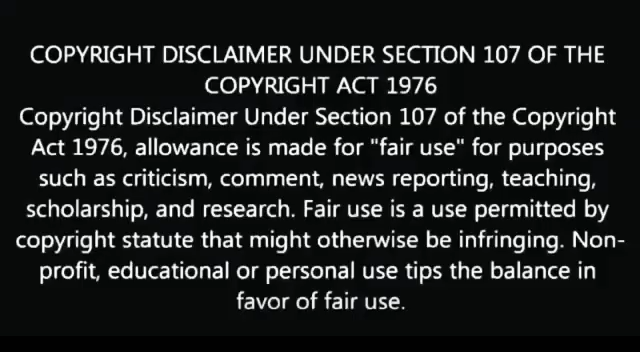 COPYRIGHT DISCLAIMER UNDER SECTION 107 OF THE
COPYRIGHT ACT 1976
Copyright Disclaimer Under Section 107 of the Copyright
Act 1976, allowance is made for "fair use" for purposes
such as criticism, comment, news reporting, teaching,
scholarship, and research. Fair use is a use permitted by
copyright statute that might otherwise be infringing. Non-
profit, educational or personal use tips the balance in
favor of fair use.